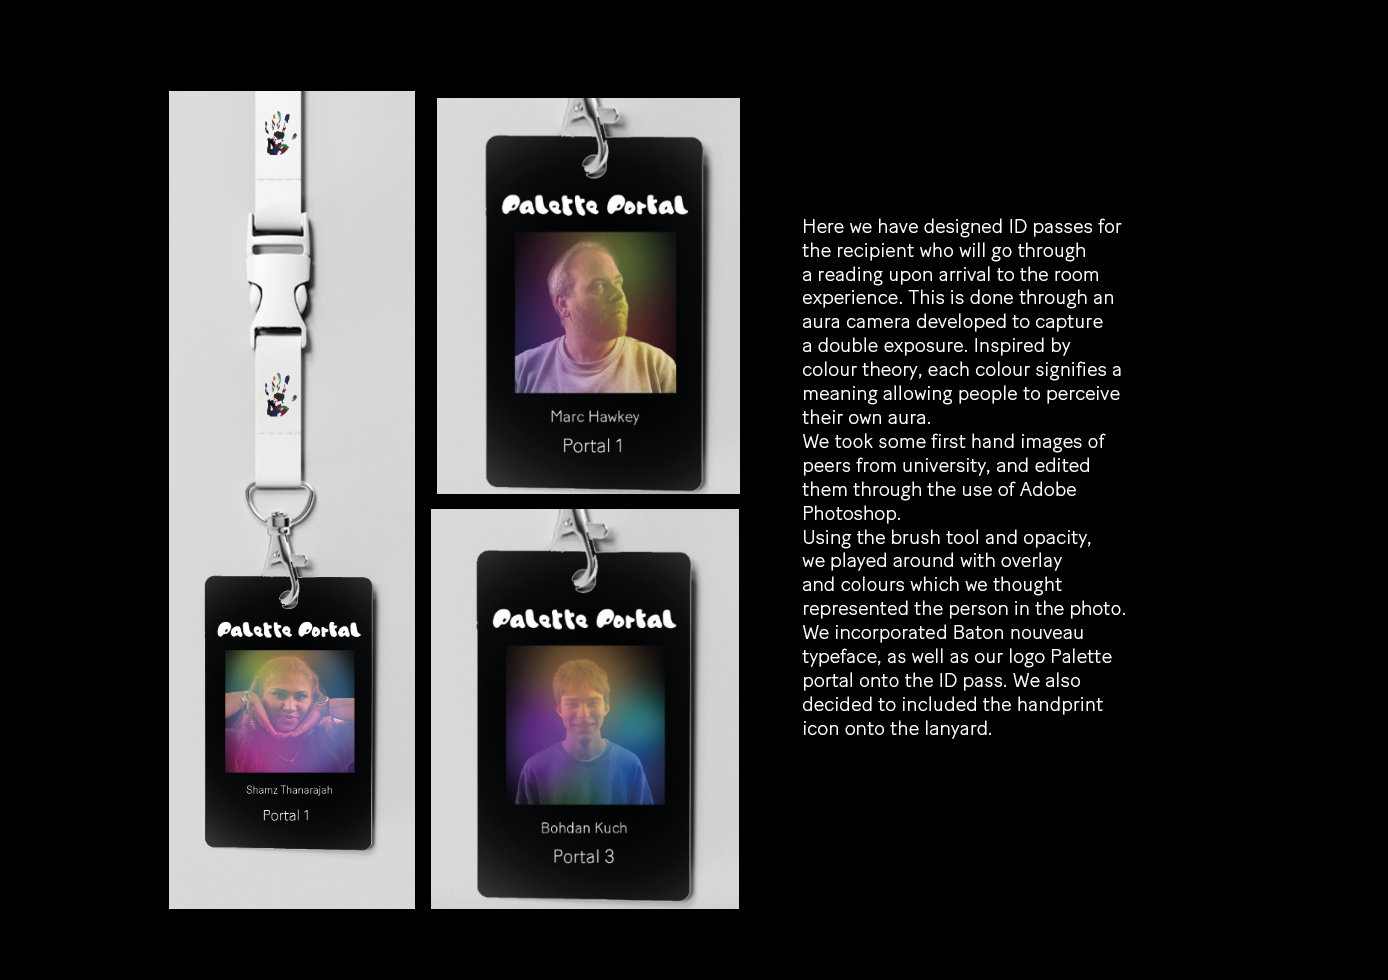 Palette Portal
Shamz Thanarajah
Portal 1
Palette Portal
Marc Hawkey
Portal 1
Palette Portal
Bohdan Kuch
Portal 3
Here we have designed ID passes for
the recipient who will go through
a reading upon arrival to the room
experience. This is done through an
aura camera developed to capture
a double exposure. Inspired by
colour theory, each colour signifies a
meaning allowing people to perceive
their own aura.
We took some first hand images of
peers from university, and edited
them through the use of Adobe
Photoshop.
Using the brush tool and opacity,
we played around with overlay
and colours which we thought
represented the person in the photo.
We incorporated Baton nouveau
typeface, as well as our logo Palette
portal onto the ID pass. We also
decided to included the handprint
icon onto the lanyard.